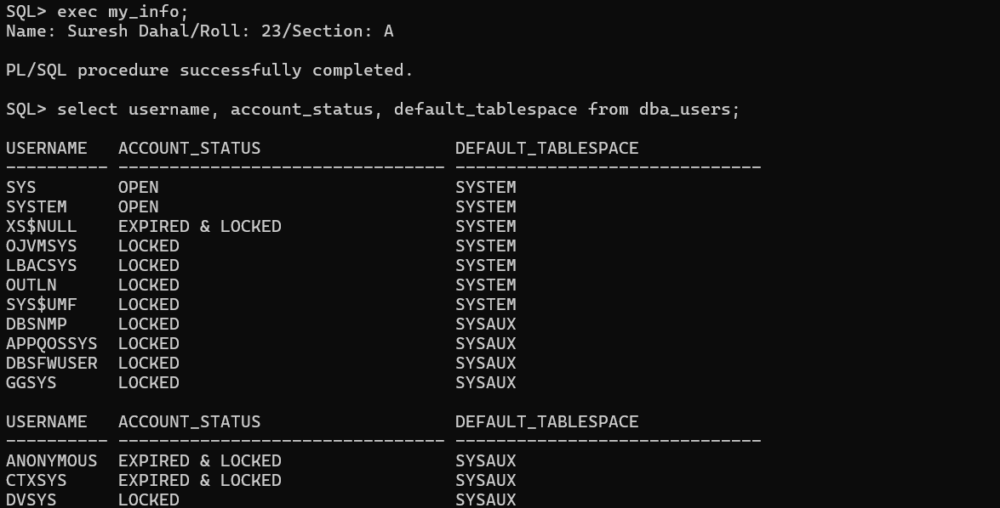 SQL> exec my_info;
Name: Suresh Dahal/Roll: 23/Section: A
PL/SQL procedure successfully completed.
SQL> select username, account_status, default_tablespace from dba_users;
USERNAME   ACCOUNT_STATUS                   DEFAULT_TABLESPACE
---------- -------------------------------- ------------------------------
SYS        OPEN                             SYSTEM
SYSTEM     OPEN                             SYSTEM
XS$NULL    EXPIRED & LOCKED                 SYSTEM
OJVMSYS    LOCKED                           SYSTEM
LBACSYS    LOCKED                           SYSTEM
OUTLN      LOCKED                           SYSTEM
SYS$UMF    LOCKED                           SYSTEM
DBSNMP     LOCKED                           SYSAUX
APPQOSSYS  LOCKED                           SYSAUX
DBSFWUSER  LOCKED                           SYSAUX
GGSYS      LOCKED                           SYSAUX
USERNAME   ACCOUNT_STATUS                   DEFAULT_TABLESPACE
---------- -------------------------------- ------------------------------
ANONYMOUS  EXPIRED & LOCKED                 SYSAUX
CTXSYS     EXPIRED & LOCKED                 SYSAUX
DVSYS      LOCKED                           SYSAUX